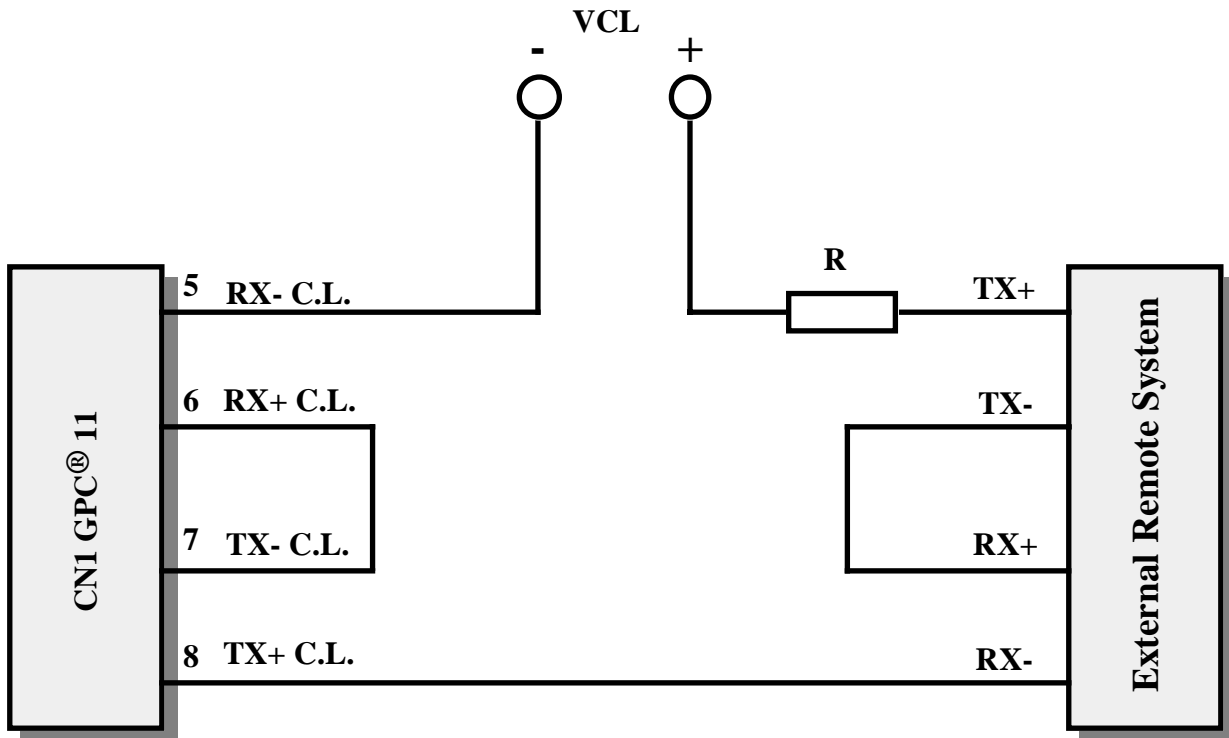 VCL
- +
R
5 RX- C.L. TX+
6 RX+ C.L. TX-
7 TX- C.L. RX+
8 TX+ C.L. RX-
CN1 GPC® 11
External Remote System